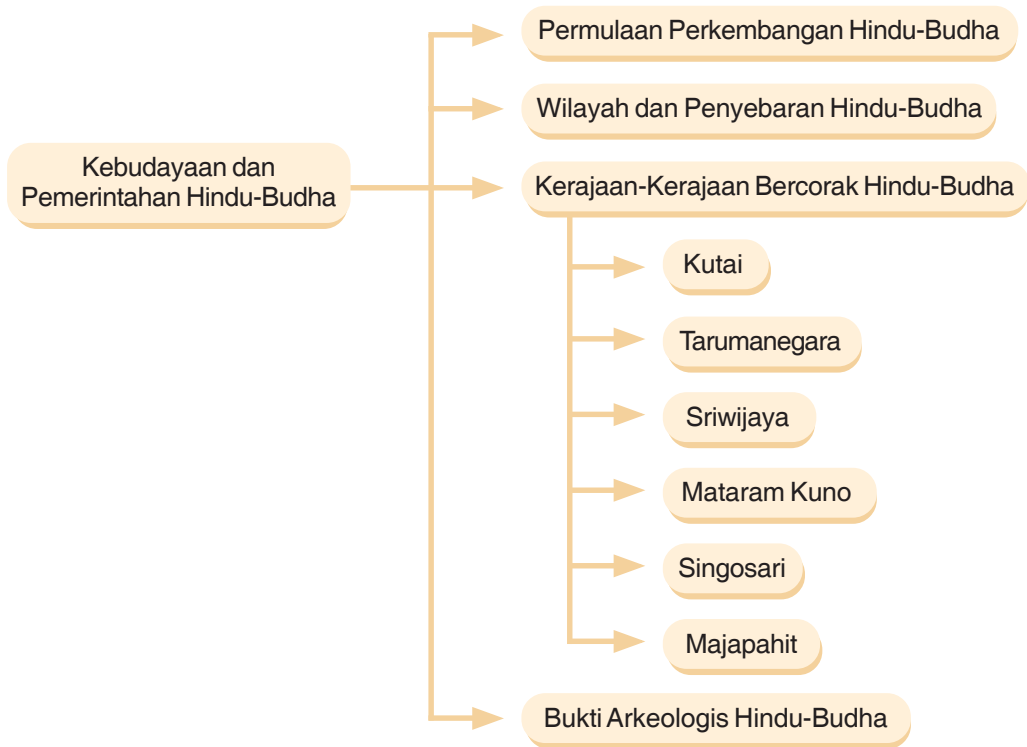 Kebudayaan dan
Pemerintahan Hindu-Budha
Permulaan Perkembangan Hindu-Budha
Wilayah dan Penyebaran Hindu-Budha
Kerajaan-Kerajaan Bercorak Hindu-Budha
Kutai
Tarumanegara
Sriwijaya
Mataram Kuno
Singosari
Majapahit
Bukti Arkeologis Hindu-Budha